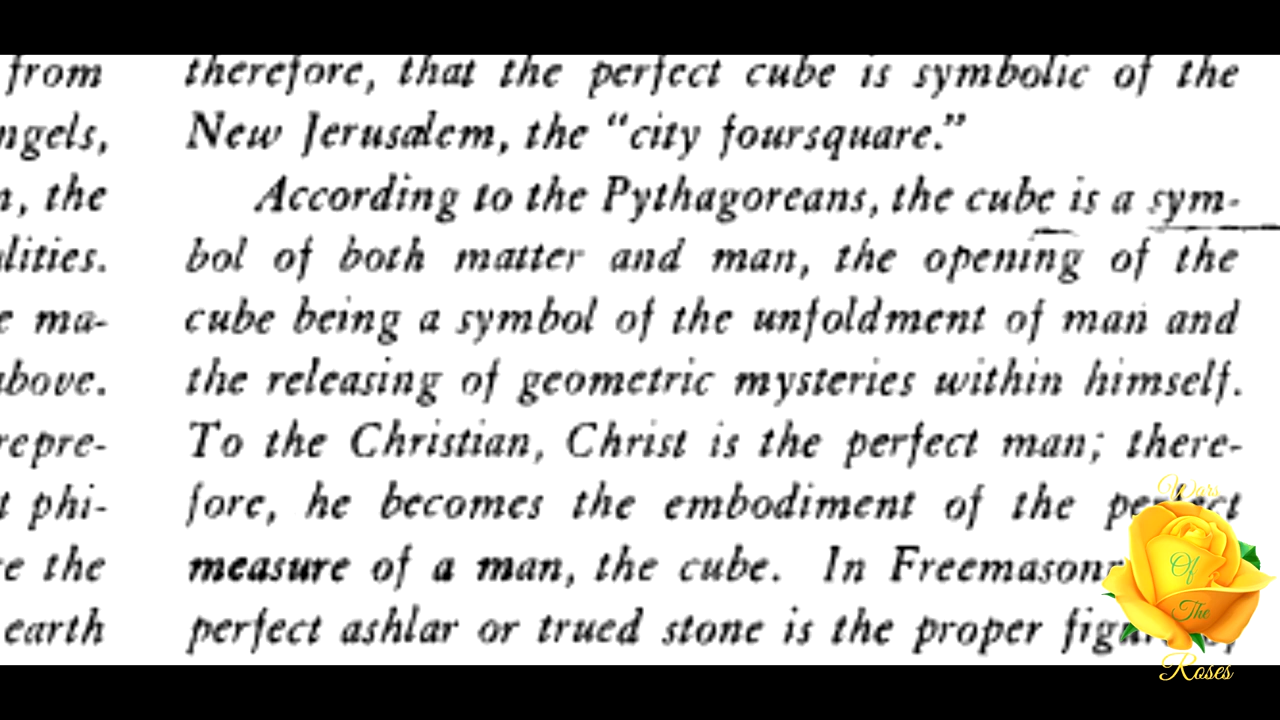 from
ngels,
the
lities.
ma-
above.
repre-
phi-
the
earth
therefore, that the perfect cube is symbolic of the
New Jerusalem, the “city foursquare.”
According to the Pythagoreans, the cube is a sym-
bol of both matter and man, the opening of the
cube being a symbol of the unfoldment of man and
the releasing of geometric mysteries within himself.
To the Christian, Christ is the perfect man; there-
fore, he becomes the embodiment of the perfect
measure of a man, the cube. In
perfect ashlar or trued stone is the proper
Wars
Of
The
Roses